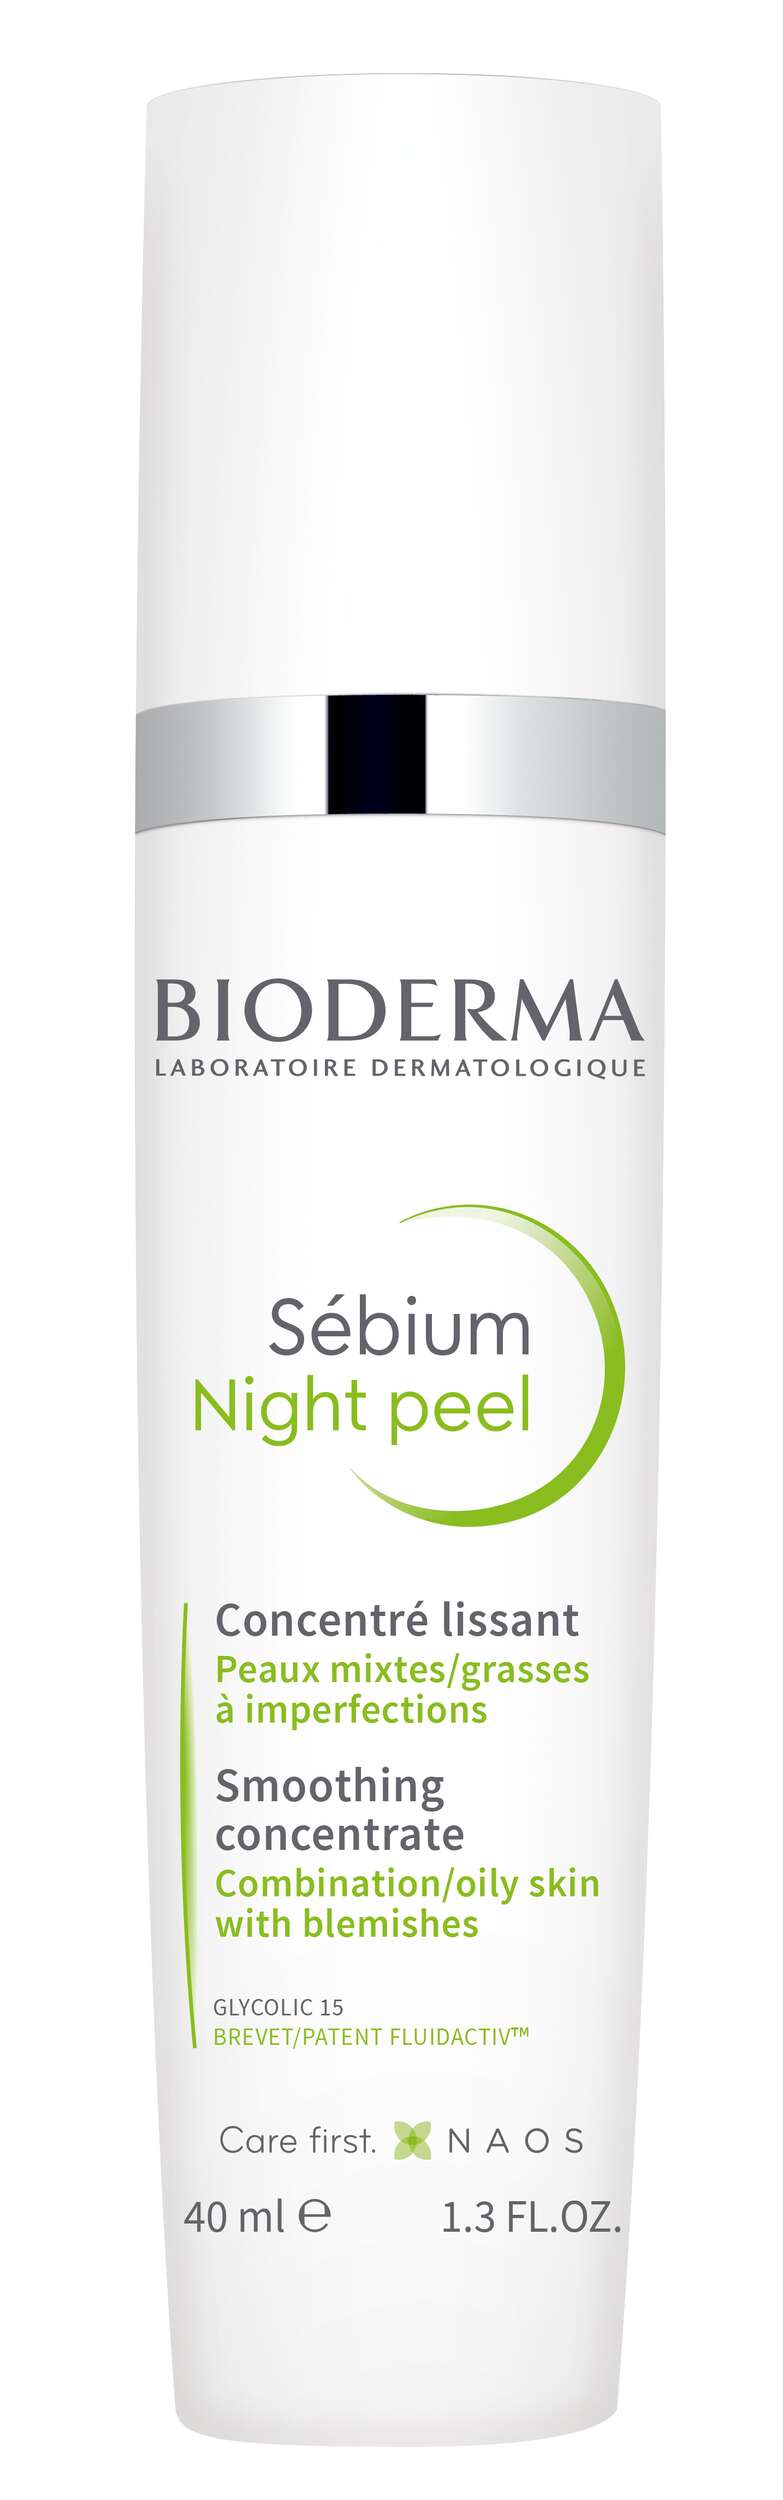 BIODERMA
LABORATOIRE DERMATOLOGIQUE
Sébium
Night peel
Concentré lissant
Peaux mixtes/grasses
à imperfections
Smoothing
concentrate
Combination/oily skin
with blemishes
GLYCOLIC 15
BREVET/PATENT FLUIDACTIV™
Care first. NAOS
40 ml ℮ 1.3 FL.OZ.